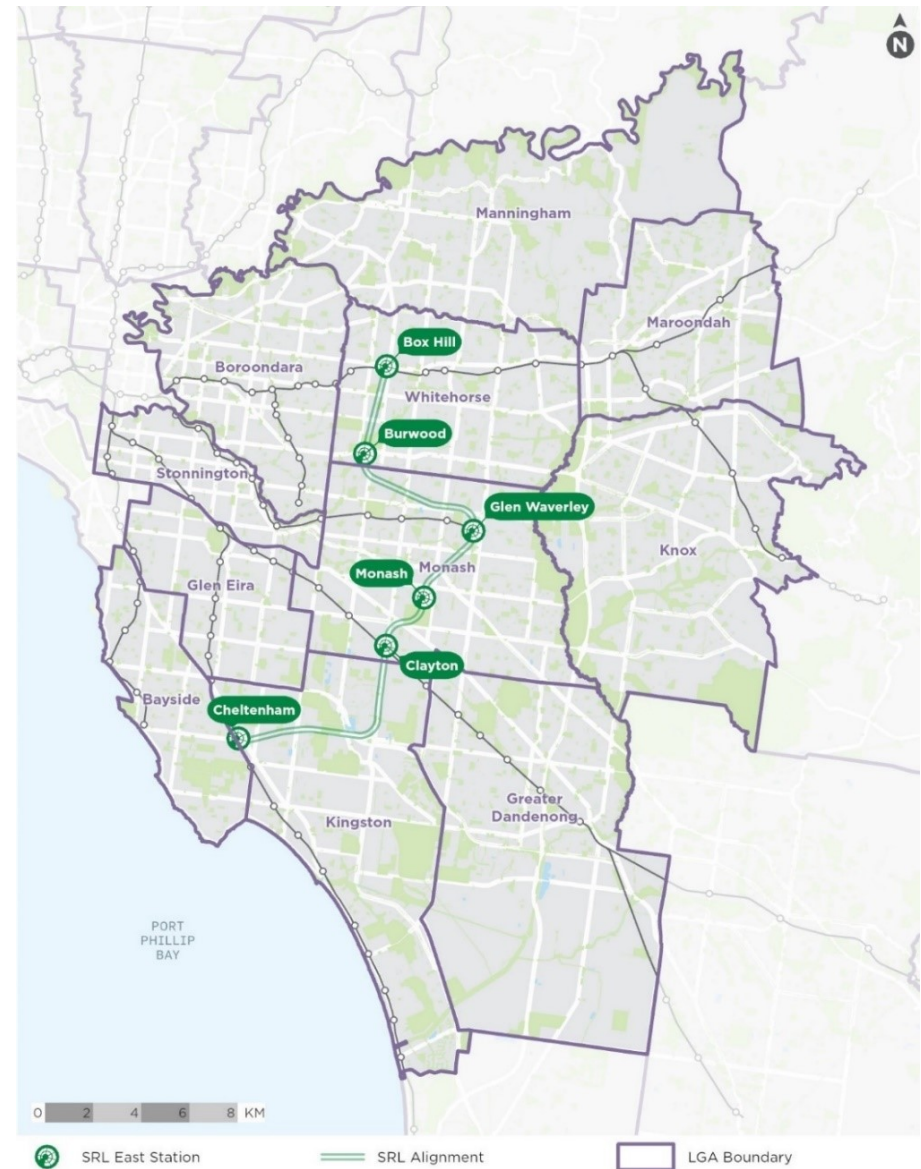 N
Manningham
Maroondah
Box Hill
Boroondara
Whitehorse
Burwood
Stonnington
Glen Waverley
Knox
Monash
Monash
Glen Eira
Clayton
Bayside
Cheltenham
Greater
Dandenong
Kingston
PORT
PHILLIP
BAY
0 2 4 6 8 KM
SRL East Station SRL Alignment LGA Boundary